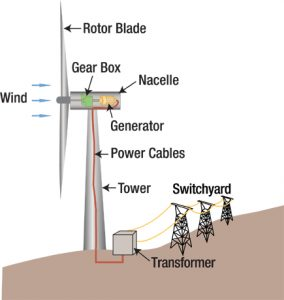 Rotor Blade
Gear Box
Nacelle
Wind
Generator
Power Cables
Tower
Switchyard
Transformer